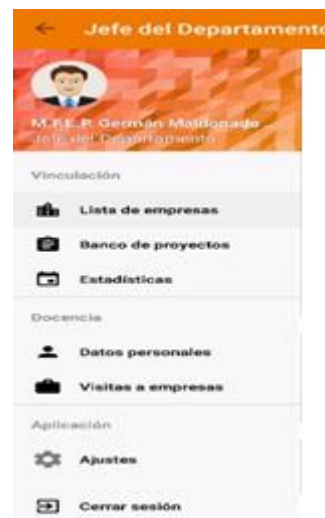 Jefe del Departamento
M.P.E.P. Germán Maldonado
Jefe del Departamento
Vinculación
Lista de empresas
Banco de proyectos
Estadísticas
Docencia
Datos personales
Visitas a empresas
Aplicación
Ajustes
Cerrar sesión